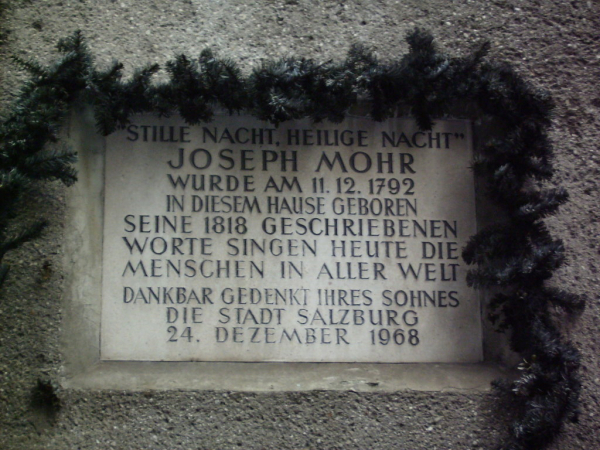 "STILLE NACHT, HEILIGE NACHT"
JOSEPH MOHR
WURDE AM 11. 12. 1792
IN DIESEM HAUSE GEBOREN
SEINE 1818 GESCHRIEBENEN
WORTE SINGEN HEUTE DIE
MENSCHEN IN ALLER WELT
DANKBAR GEDENKT IHRES SOHNES
DIE STADT SALZBURG
24. DEZEMBER 1968